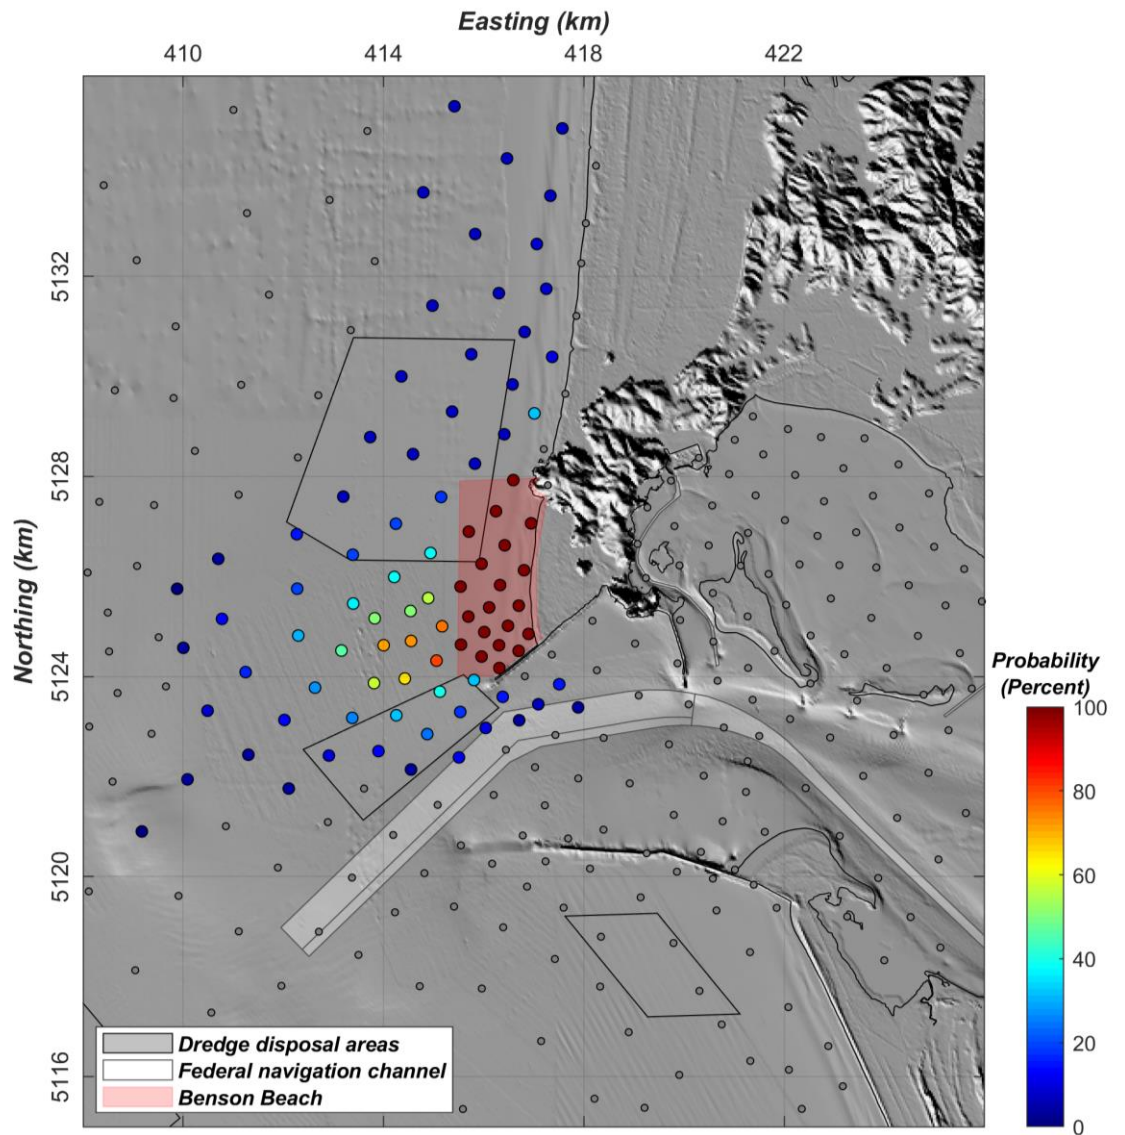 Easting (km)
410 414 418 422
Northing (km)
5132
5128
5124
5120
5116
Probability
(Percent)
100
80
60
40
20
0
Dredge disposal areas
Federal navigation channel
Benson Beach